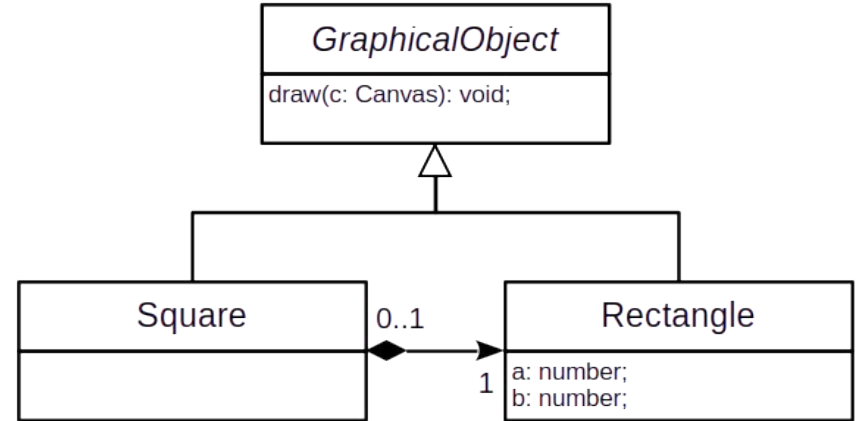 GraphicalObject
draw(c: Canvas): void;
Square
0..1
1
Rectangle
a: number;
b: number;